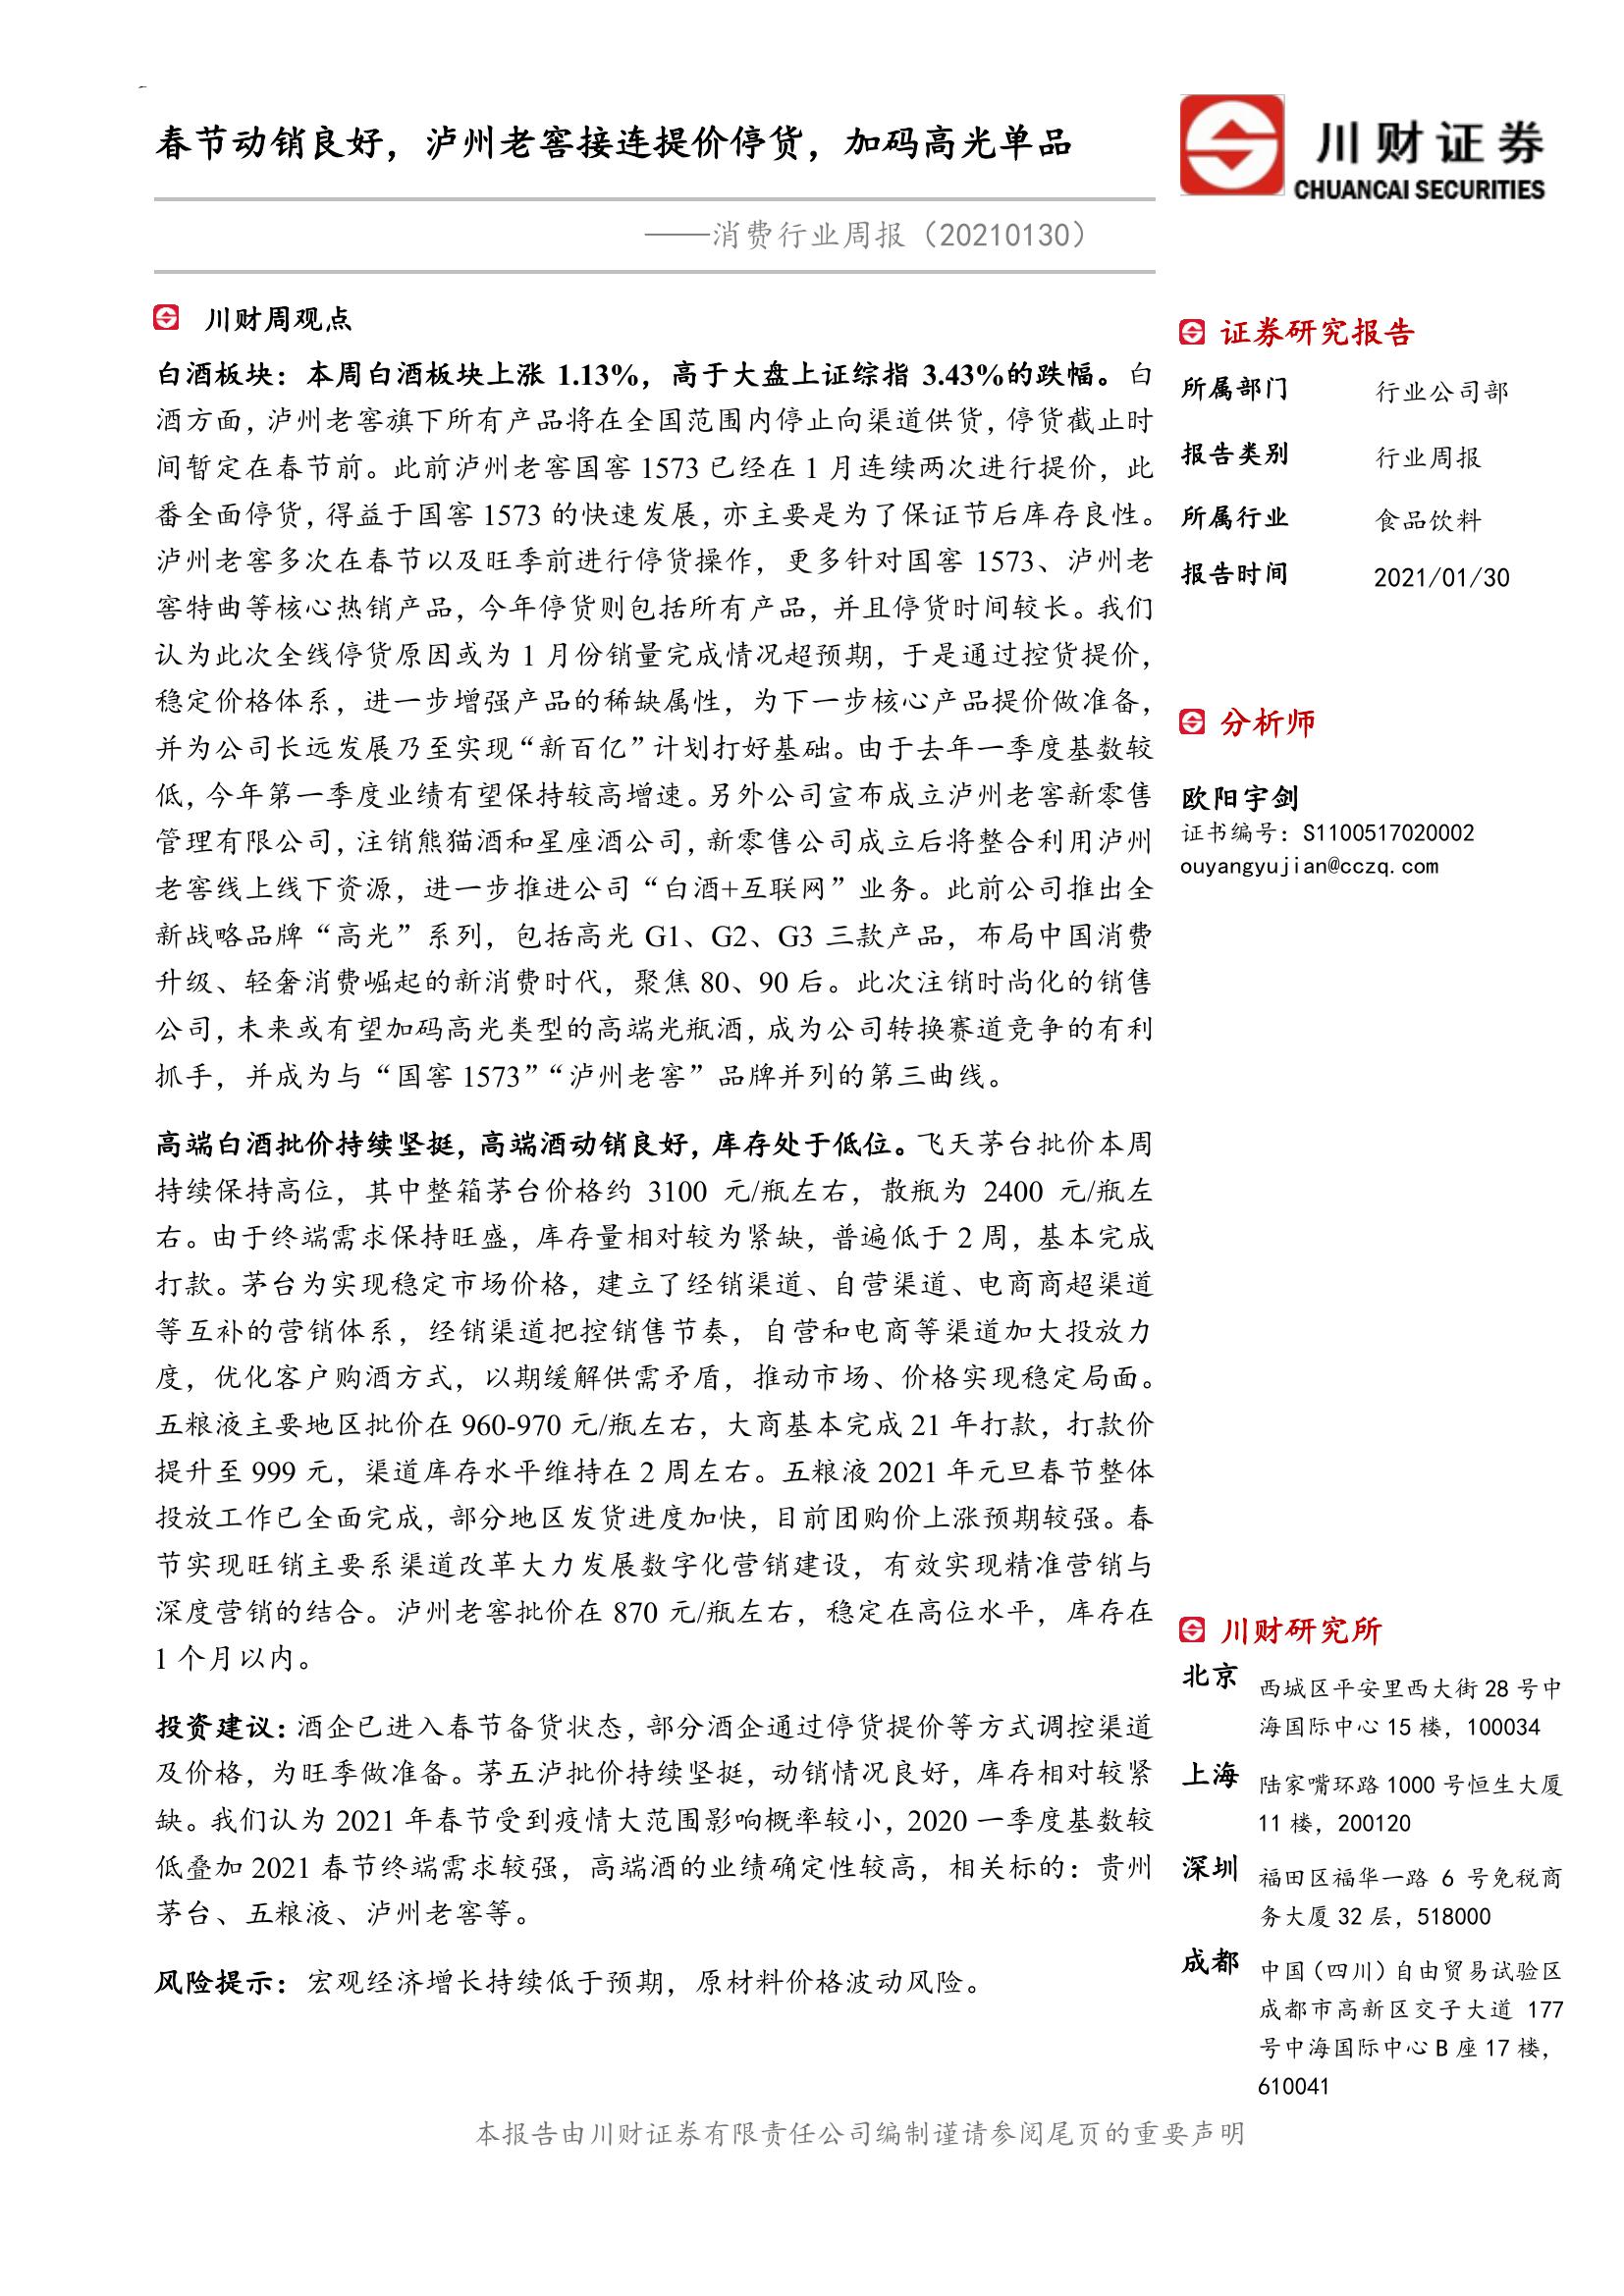 春节动销良好，泸州老窖接连提价停货，加码高光单品
川财证券
CHUANCAI SECURITIES
——消费行业周报（20210130）
川财周观点
白酒板块：本周白酒板块上涨 1.13%，高于大盘上证综指 3.43%的跌幅。白
酒方面，泸州老窖旗下所有产品将在全国范围内停止向渠道供货，停货截止时
间暂定在春节前。此前泸州老窖国窖 1573 已经在 1 月连续两次进行提价，此
番全面停货，得益于国窖 1573 的快速发展，亦主要是为了保证节后库存良性。
泸州老窖多次在春节以及旺季前进行停货操作，更多针对国窖 1573、泸州老
窖特曲等核心热销产品，今年停货则包括所有产品，并且停货时间较长。我们
认为此次全线停货原因或为 1 月份销量完成情况超预期，于是通过控货提价，
稳定价格体系，进一步增强产品的稀缺属性，为下一步核心产品提价做准备，
并为公司长远发展乃至实现“新百亿”计划打好基础。由于去年一季度基数较
低，今年第一季度业绩有望保持较高增速。另外公司宣布成立泸州老窖新零售
管理有限公司，注销熊猫酒和星座酒公司，新零售公司成立后将整合利用泸州
老窖线上线下资源，进一步推进公司“白酒+互联网”业务。此前公司推出全
新战略品牌“高光”系列，包括高光 G1、G2、G3 三款产品，布局中国消费
升级、轻奢消费崛起的新消费时代，聚焦 80、90 后。此次注销时尚化的销售
公司，未来或有望加码高光类型的高端光瓶酒，成为公司转换赛道竞争的有利
抓手，并成为与“国窖 1573”“泸州老窖”品牌并列的第三曲线。
高端白酒批价持续坚挺，高端酒动销良好，库存处于低位。飞天茅台批价本周
持续保持高位，其中整箱茅台价格约 3100 元/瓶左右，散瓶为 2400 元/瓶左
右。由于终端需求保持旺盛，库存量相对较为紧缺，普遍低于 2 周，基本完成
打款。茅台为实现稳定市场价格，建立了经销渠道、自营渠道、电商商超渠道
等互补的营销体系，经销渠道把控销售节奏，自营和电商等渠道加大投放力
度，优化客户购酒方式，以期缓解供需矛盾，推动市场、价格实现稳定局面。
五粮液主要地区批价在 960-970 元/瓶左右，大商基本完成 21 年打款，打款价
提升至 999 元，渠道库存水平维持在 2 周左右。五粮液 2021 年元旦春节整体
投放工作已全面完成，部分地区发货进度加快，目前团购价上涨预期较强。春
节实现旺销主要系渠道改革大力发展数字化营销建设，有效实现精准营销与
深度营销的结合。泸州老窖批价在 870 元/瓶左右，稳定在高位水平，库存在
1 个月以内。
投资建议：酒企已进入春节备货状态，部分酒企通过停货提价等方式调控渠道
及价格，为旺季做准备。茅五泸批价持续坚挺，动销情况良好，库存相对较紧
缺。我们认为 2021 年春节受到疫情大范围影响概率较小，2020 一季度基数较
低叠加 2021 春节终端需求较强，高端酒的业绩确定性较高，相关标的：贵州
茅台、五粮液、泸州老窖等。
风险提示：宏观经济增长持续低于预期，原材料价格波动风险。
证券研究报告
所属部门 行业公司部
报告类别 行业周报
所属行业 食品饮料
报告时间 2021/01/30
分析师
欧阳宇剑
证书编号：S1100517020002
ouyangyujian@cczq.com
川财研究所
北京 西城区平安里西大街 28 号中
海国际中心 15 楼，100034
上海 陆家嘴环路 1000 号恒生大厦
11 楼，200120
深圳 福田区福华一路 6 号免税商
务大厦 32 层，518000
成都 中国（四川）自由贸易试验区
成都市高新区交子大道 177
号中海国际中心 B 座 17 楼，
610041
本报告由川财证券有限责任公司编制谨请参阅尾页的重要声明